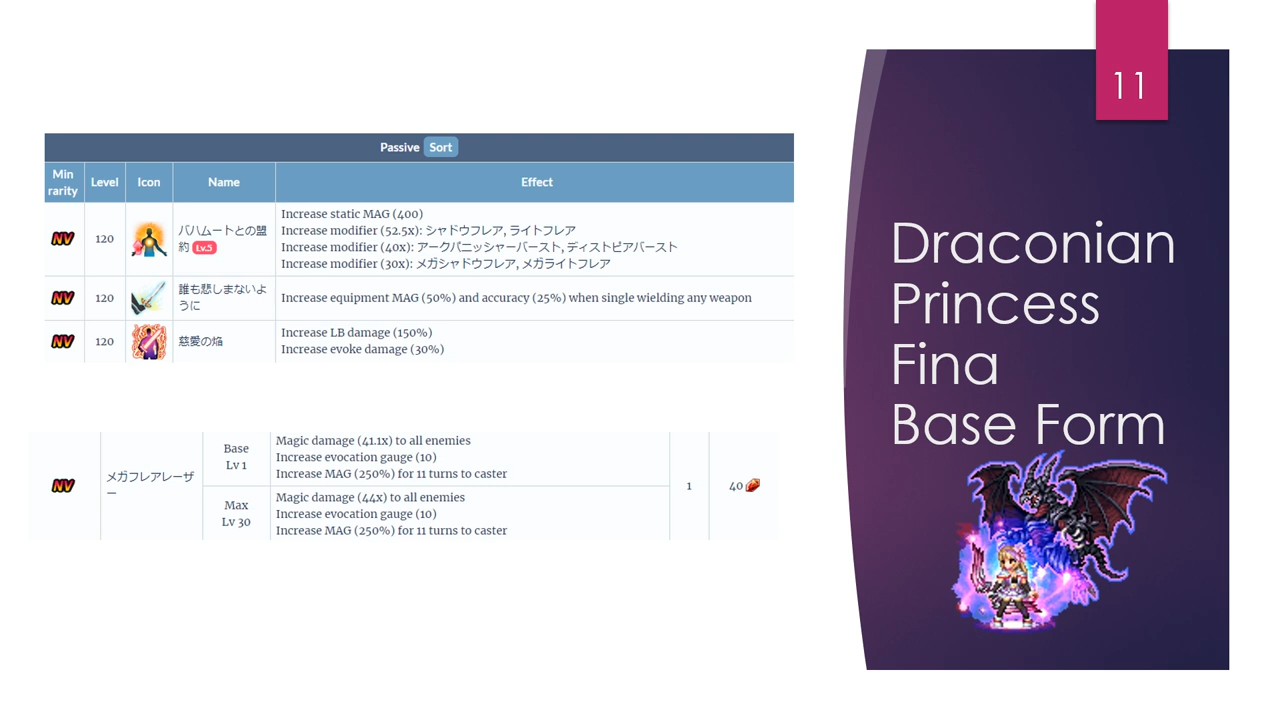 11
Passive Sort
Min rarity Level Icon Name Effect
NV 120 バハムートとの盟約 Lv.5
Increase static MAG (400)
Increase modifier (52.5x): シャドウフレア, ライトフレア
Increase modifier (40x): アークバニッシャーバースト, ディストピアバースト
Increase modifier (30x): メガシャドウフレア, メガライトフレア
NV 120 誰も悲しまないように
Increase equipment MAG (50%) and accuracy (25%) when single wielding any weapon
NV 120 慈愛の焔
Increase LB damage (150%)
Increase evoke damage (30%)
NV メガフレアレーザー
Base Lv 1
Magic damage (41.1x) to all enemies
Increase evocation gauge (10)
Increase MAG (250%) for 11 turns to caster
Max Lv 30
Magic damage (44x) to all enemies
Increase evocation gauge (10)
Increase MAG (250%) for 11 turns to caster
1 40
Draconian
Princess
Fina
Base Form